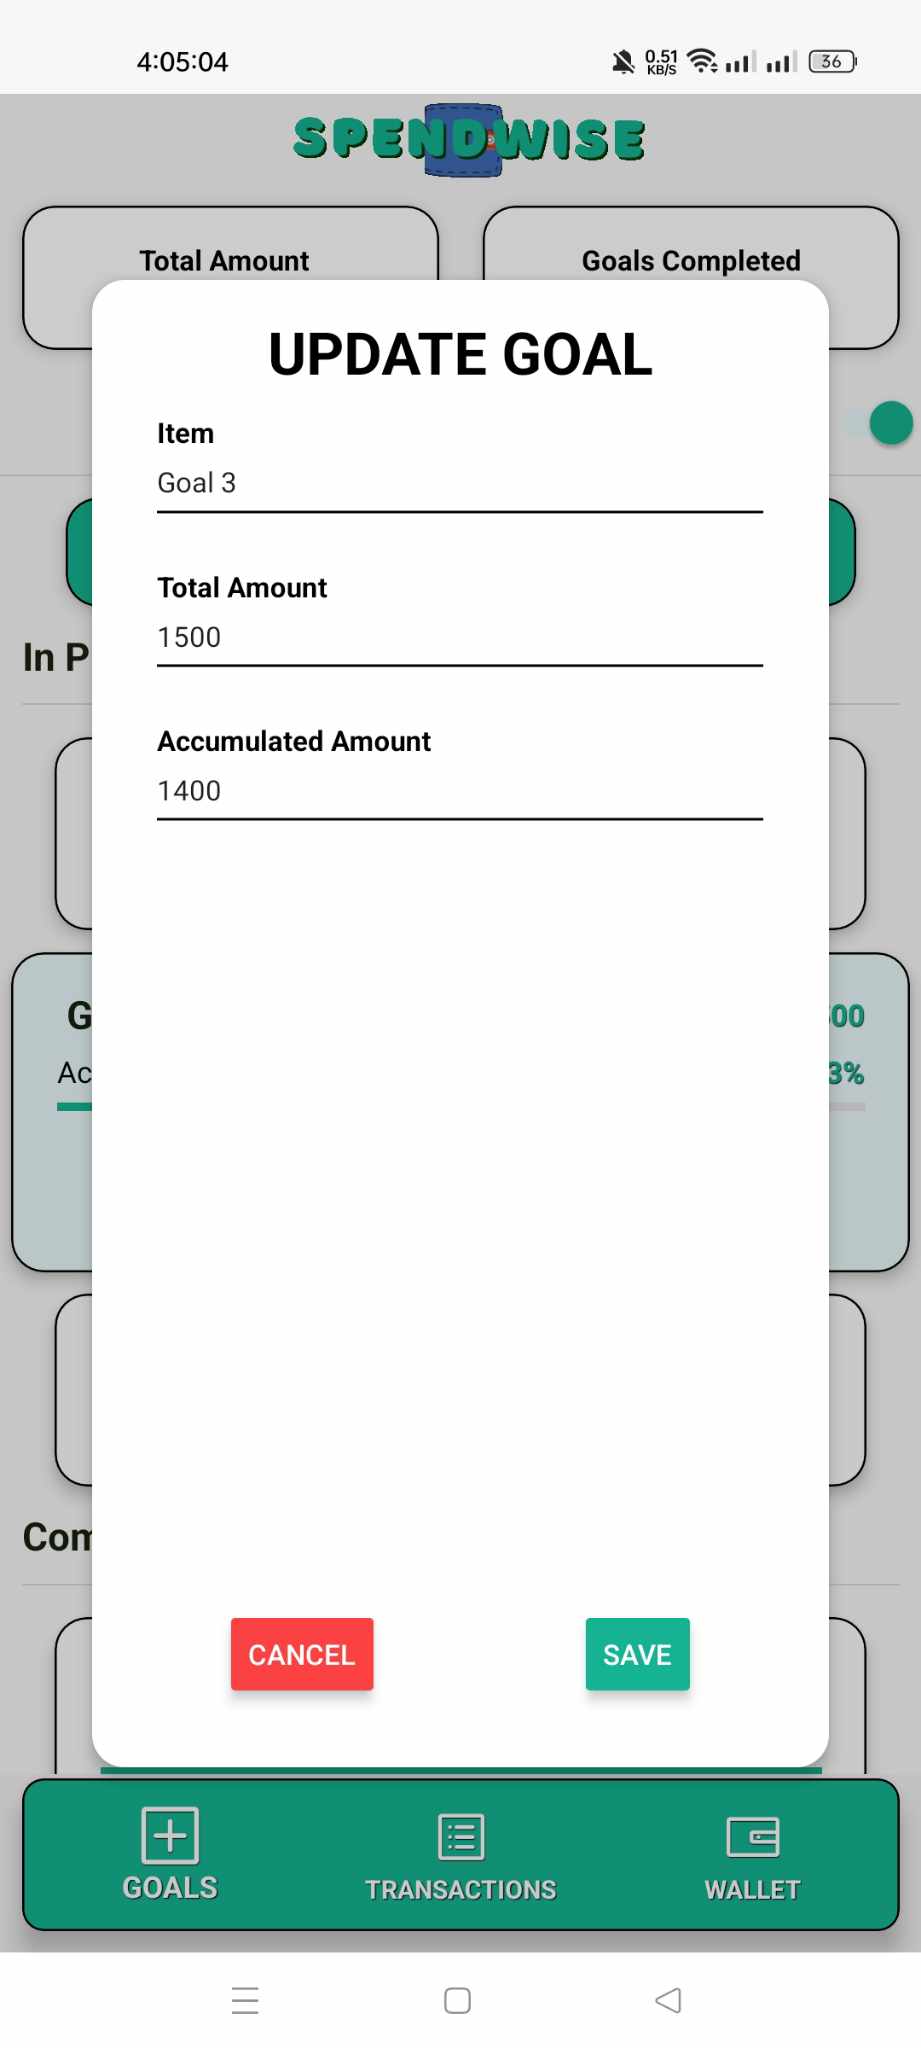 4:05:04
0.51
KB/S
36
SPENDWISE
Total Amount
Goals Completed
UPDATE GOAL
Item
Goal 3
Total Amount
1500
Accumulated Amount
1400
In P
G
00
Ac
3%
Com
CANCEL
SAVE
GOALS
TRANSACTIONS
WALLET